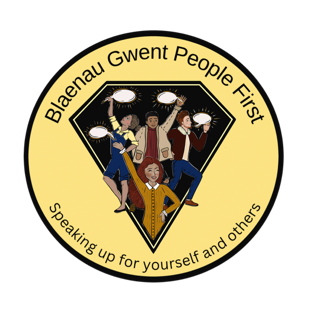 Blaenau Gwent People First
Speaking up for yourself and others